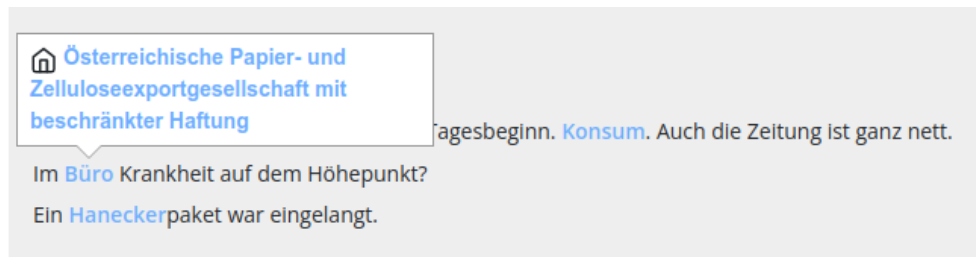 Österreichische Papier- und
Zelluloseexportgesellschaft mit
beschränkter Haftung
Tagesbeginn. Konsum. Auch die Zeitung ist ganz nett.
Im Büro Krankheit auf dem Höhepunkt?
Ein Haneckerpaket war eingelangt.